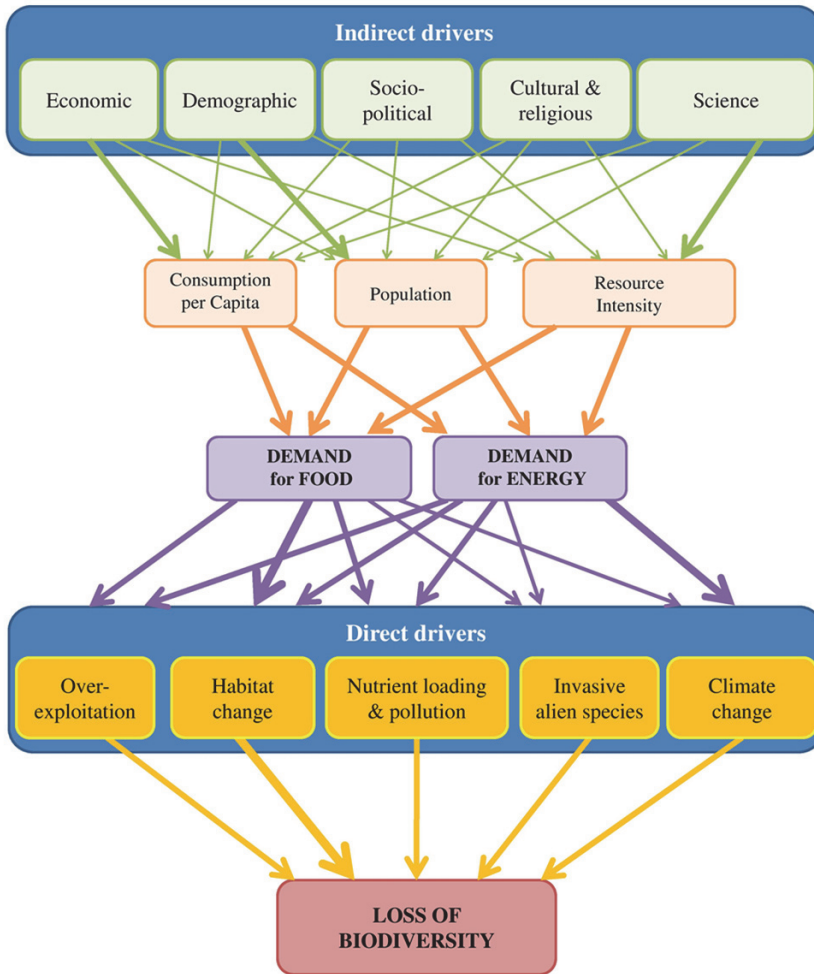 Indirect drivers
Economic
Demographic
Socio-
political
Cultural &
religious
Science
Consumption
per Capita
Population
Resource
Intensity
DEMAND
for FOOD
DEMAND
for ENERGY
Direct drivers
Over-
exploitation
Habitat
change
Nutrient loading
& pollution
Invasive
alien species
Climate
change
LOSS OF
BIODIVERSITY